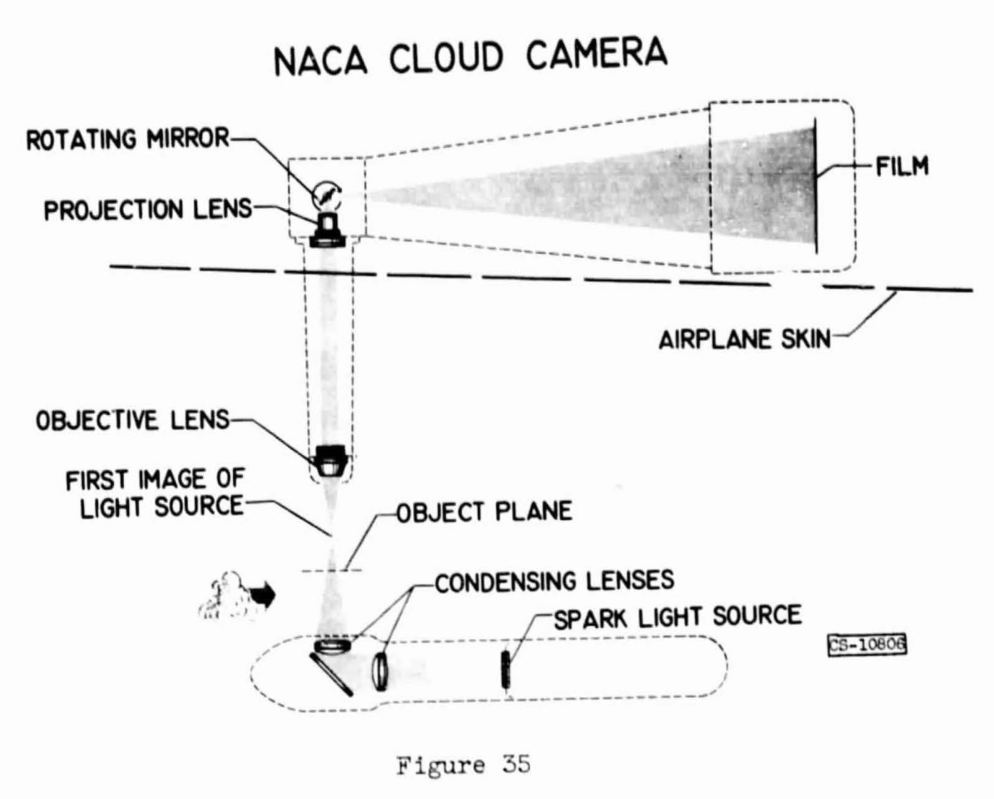 NACA CLOUD CAMERA
ROTATING MIRROR
PROJECTION LENS
FILM
AIRPLANE SKIN
OBJECTIVE LENS
FIRST IMAGE OF
LIGHT SOURCE
OBJECT PLANE
CONDENSING LENSES
SPARK LIGHT SOURCE
CS-10806
Figure 35